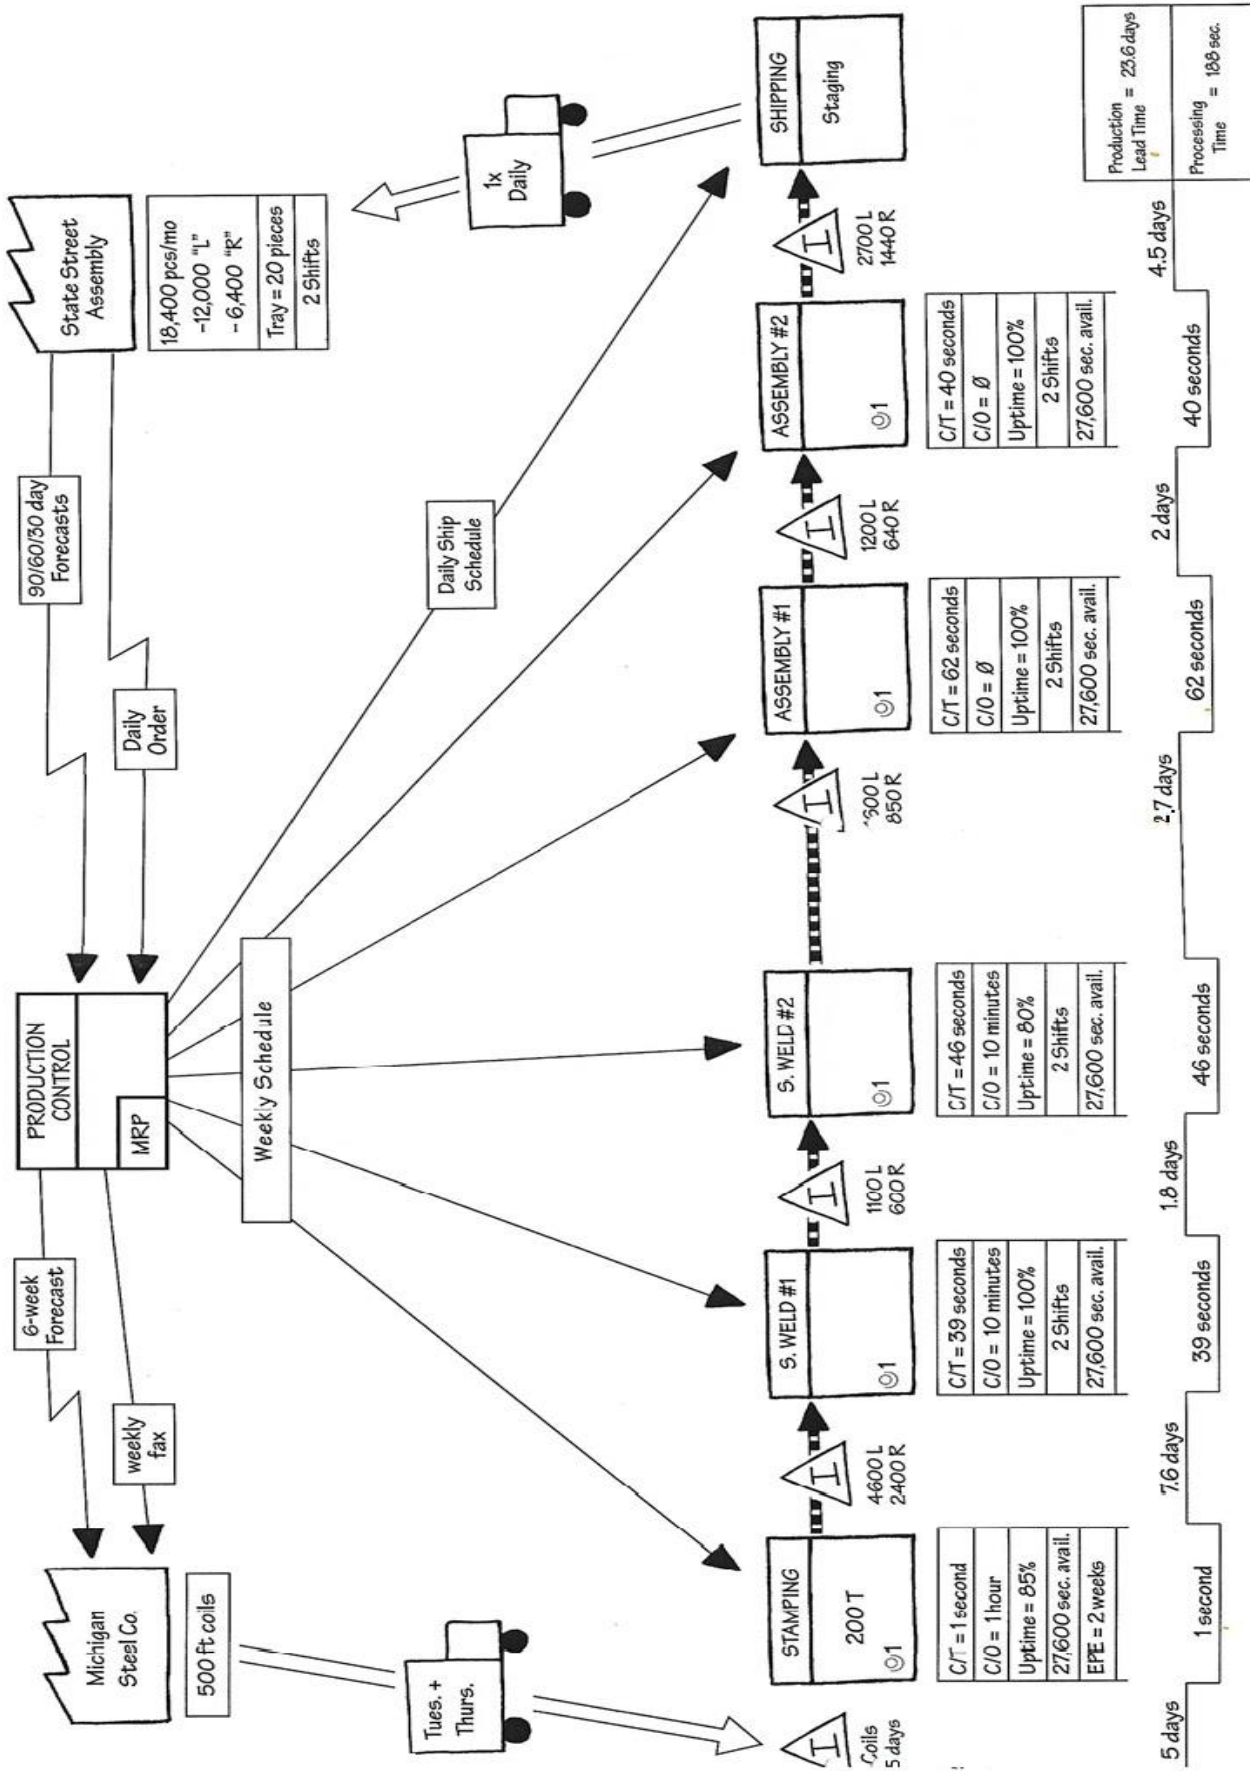 Michigan
Steel Co.
500 ft coils
6-week
Forecast
weekly
fax
PRODUCTION
CONTROL
MRP
90/60/30 day
Forecasts
Daily
Order
State Street
Assembly
18,400 pcs/mo
-12,000 "L"
- 6,400 "R"
Tray = 20 pieces
2 Shifts
Tues. +
Thurs.
Weekly Schedule
Daily Ship
Schedule
1x
Daily
I
Coils
5 days
STAMPING
200 T
1
C/T = 1 second
C/O = 1 hour
Uptime = 85%
27,600 sec. avail.
EPE = 2 weeks
I
4600 L
2400 R
S. WELD #1
1
C/T = 39 seconds
C/O = 10 minutes
Uptime = 100%
2 Shifts
27,600 sec. avail.
I
1100 L
600 R
S. WELD #2
1
C/T = 46 seconds
C/O = 10 minutes
Uptime = 80%
2 Shifts
27,600 sec. avail.
I
600 L
850 R
ASSEMBLY #1
1
C/T = 62 seconds
C/O = Ø
Uptime = 100%
2 Shifts
27,600 sec. avail.
I
1200 L
640 R
ASSEMBLY #2
1
C/T = 40 seconds
C/O = Ø
Uptime = 100%
2 Shifts
27,600 sec. avail.
I
2700 L
1440 R
SHIPPING
Staging
5 days
1 second
7.6 days
39 seconds
1.8 days
46 seconds
2.7 days
62 seconds
2 days
40 seconds
4.5 days
Production
Lead Time = 23.6 days
Processing
Time = 188 sec.